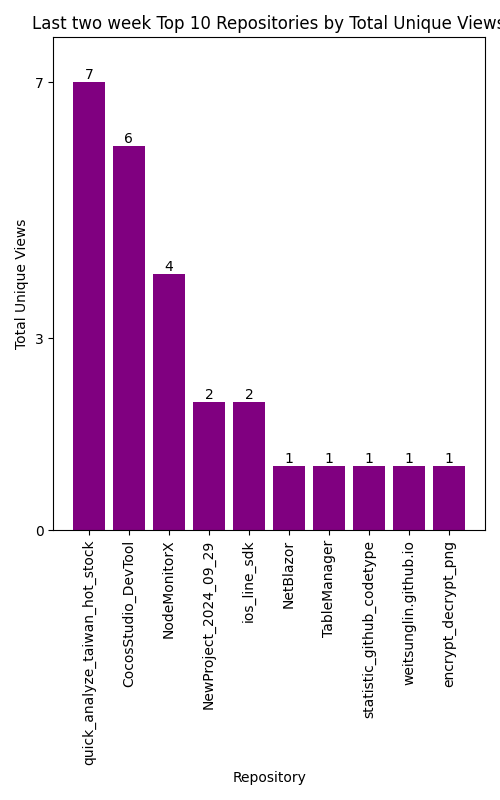 Last two week Top 10 Repositories by Total Unique Views
7
6
4
2
2
1
1
1
1
1
7
3
0
Total Unique Views
quick_analyze_taiwan_hot_stock
CocosStudio_DevTool
NodeMonitorX
NewProject_2024_09_29
ios_line_sdk
NetBlazor
TableManager
statistic_github_codetype
weitsunglin.github.io
encrypt_decrypt_png
Repository